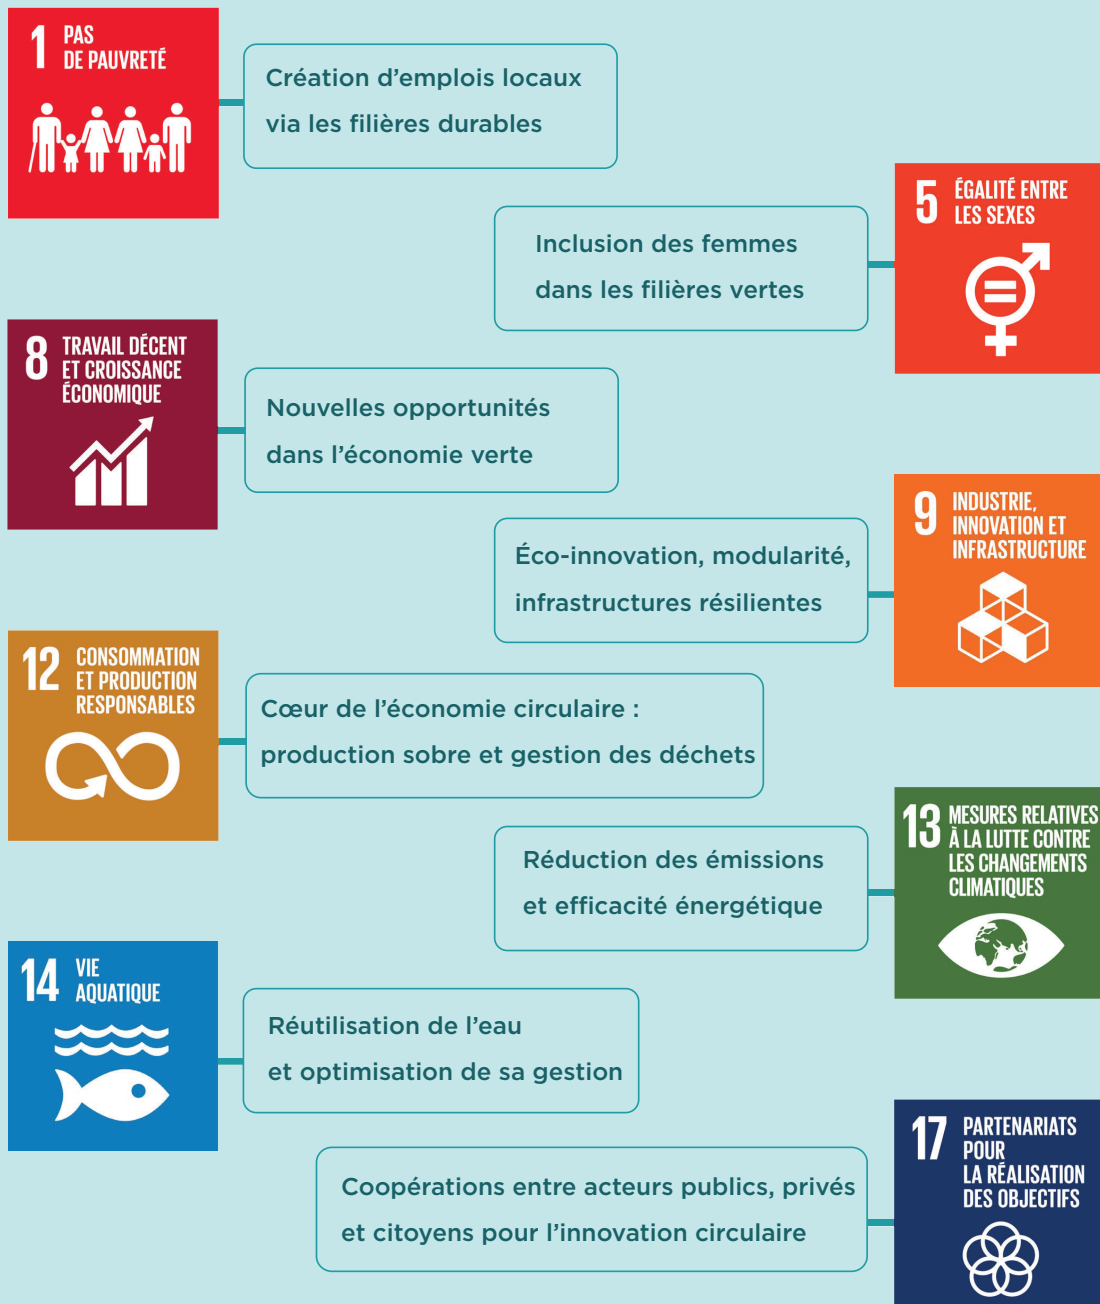 1 PAS
DE PAUVRETÉ
Création d’emplois locaux
via les filières durables
5 ÉGALITÉ ENTRE
LES SEXES
Inclusion des femmes
dans les filières vertes
8 TRAVAIL DÉCENT
ET CROISSANCE
ÉCONOMIQUE
Nouvelles opportunités
dans l’économie verte
9 INDUSTRIE,
INNOVATION ET
INFRASTRUCTURE
Éco-innovation, modularité,
infrastructures résilientes
12 CONSOMMATION
ET PRODUCTION
RESPONSABLES
Cœur de l’économie circulaire :
production sobre et gestion des déchets
13 MESURES RELATIVES
À LA LUTTE CONTRE
LES CHANGEMENTS
CLIMATIQUES
Réduction des émissions
et efficacité énergétique
14 VIE
AQUATIQUE
Réutilisation de l’eau
et optimisation de sa gestion
17 PARTENARIATS
POUR
LA RÉALISATION
DES OBJECTIFS
Coopérations entre acteurs publics, privés
et citoyens pour l’innovation circulaire